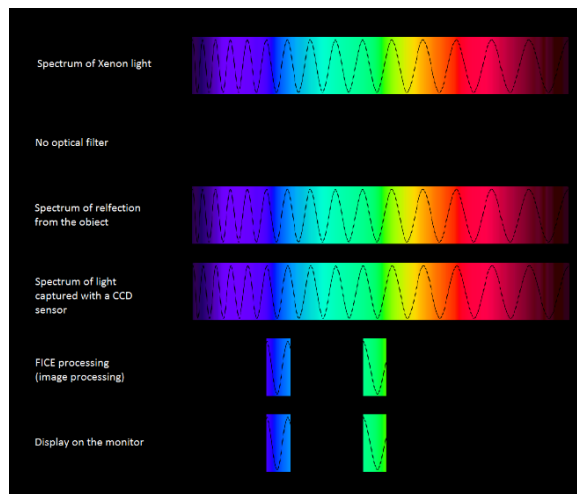 Spectrum of Xenon light
No optical filter
Spectrum of relfection
from the object
Spectrum of light
captured with a CCD
sensor
FICE processing
(image processing)
Display on the monitor